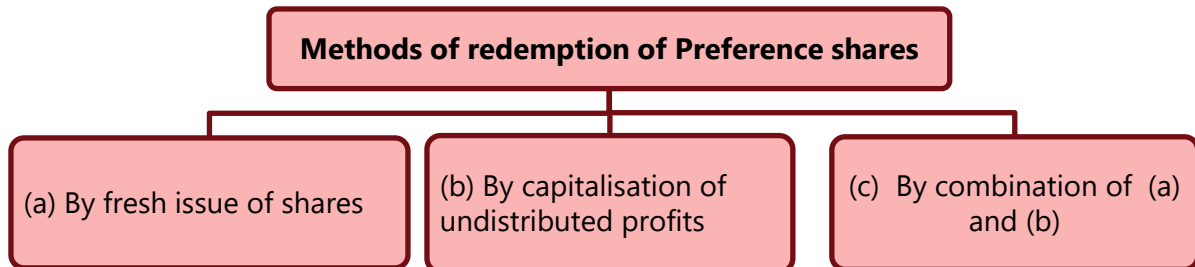 Methods of redemption of Preference shares
(a) By fresh issue of shares
(b) By capitalisation of
undistributed profits
(c) By combination of (a)
and (b)